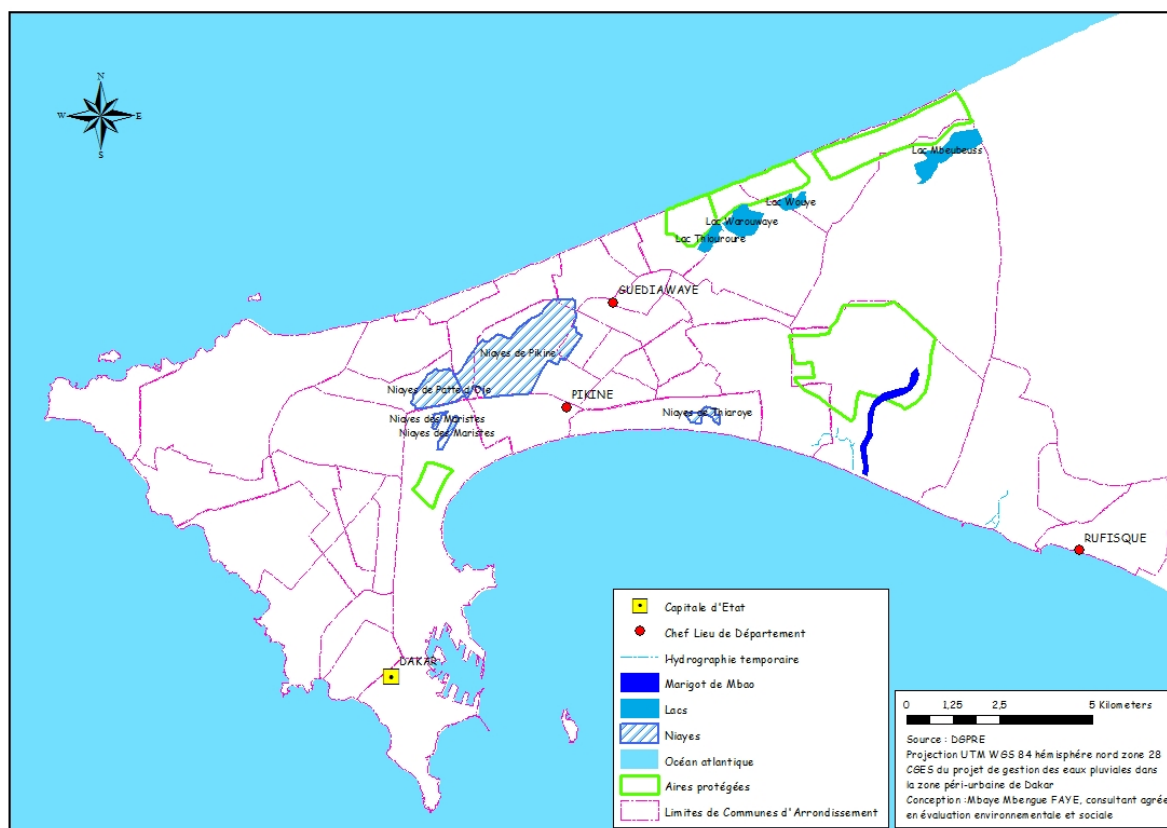 N
W E
S
Lac Mbeubeuss
Lac Wouye
Lac Warouwaye
Lac Thiouroure
GUEDIAWAYE
Niayes de Pikine
Niayes de Patte d'Oie
PIKINE
Niayes de Thiaroye
Niayes des Maristes
Niayes des Maristes
RUFISQUE
DAKAR
Capitale d'Etat
Chef Lieu de Département
Hydrographie temporaire
Marigot de Mbao
Lacs
Niayes
Océan atlantique
Aires protégées
Limites de Communes d'Arrondissement
0 1,25 2,5 5 Kilometers
Source : DGPRE
Projection UTM WGS 84 hémisphère nord zone 28
CGES du projet de gestion des eaux pluviales dans
la zone péri-urbaine de Dakar
Conception :Mbaye Mbengue FAYE, consultant agrée
en évaluation environnementale et sociale